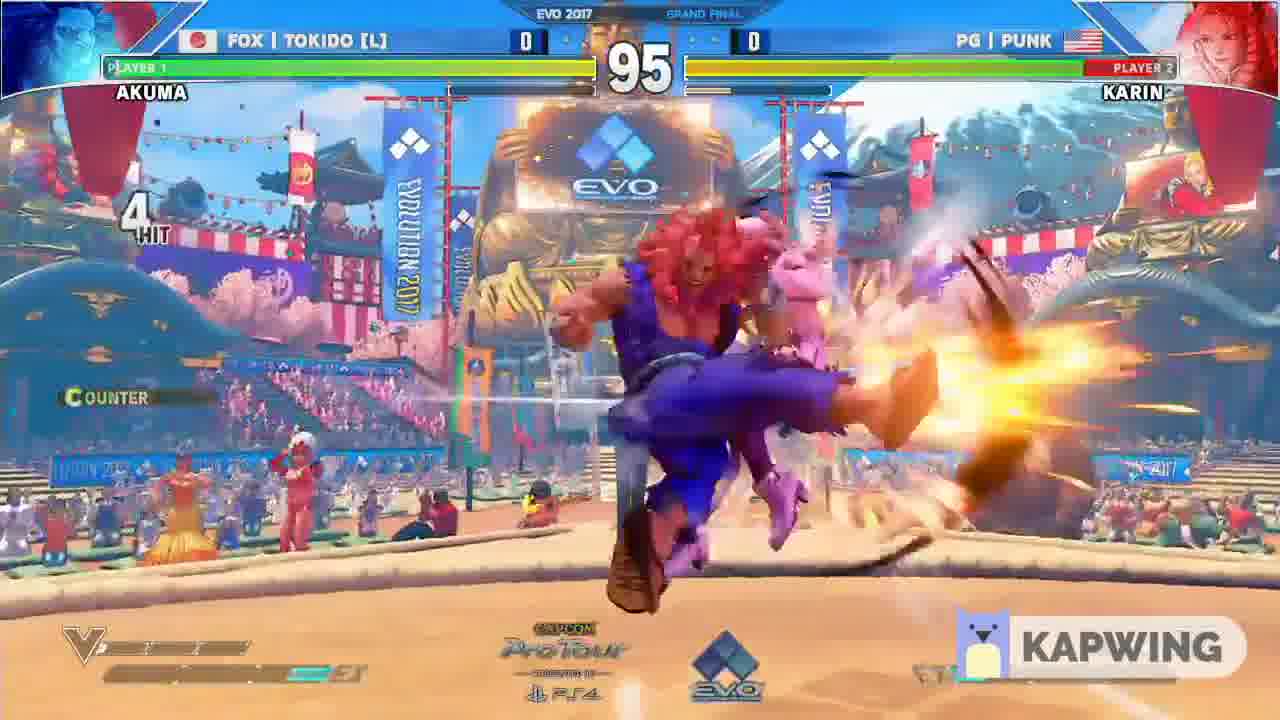 EVO 2017 GRAND FINAL
FOX | TOKIDO [L] 0 95 0 PG | PUNK
PLAYER 1 PLAYER 2
AKUMA KARIN
EVO
EVOLUTION 2017
4 HIT
COUNTER
CAPCOM
Pro Tour
PS4
EVO
KAPWING